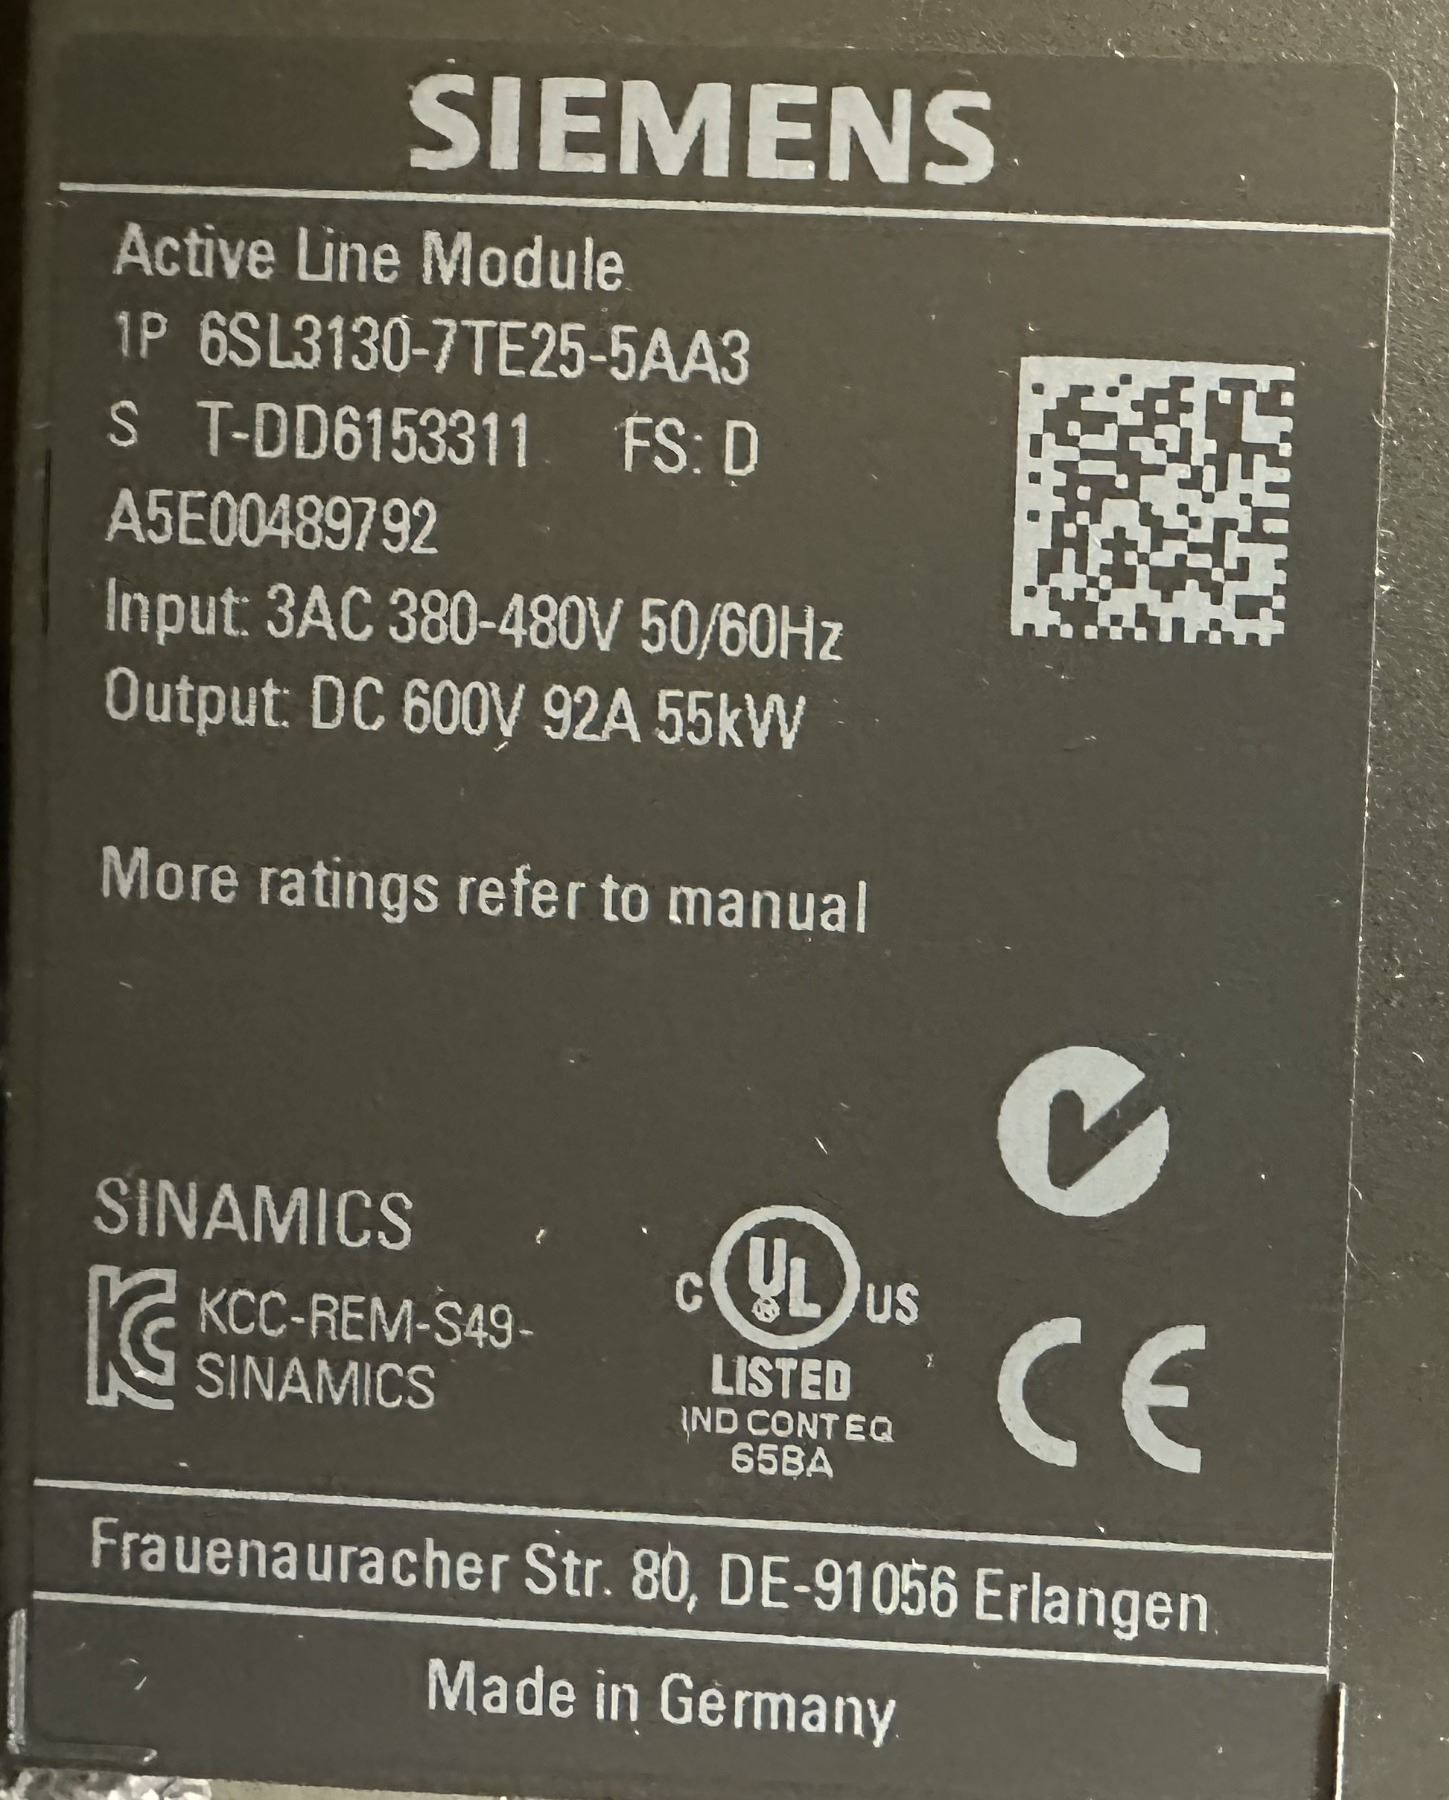 SIEMENS
Active Line Module
1P 6SL3130-7TE25-5AA3
S T-DD6153311 FS: D
A5E00489792
Input: 3AC 380-480V 50/60Hz
Output: DC 600V 92A 55kW
More ratings refer to manual
SINAMICS
KCC-REM-S49-
SINAMICS
C UL US
LISTED
IND CONT EQ
65BA
CE
Frauenauracher Str. 80, DE-91056 Erlangen
Made in Germany